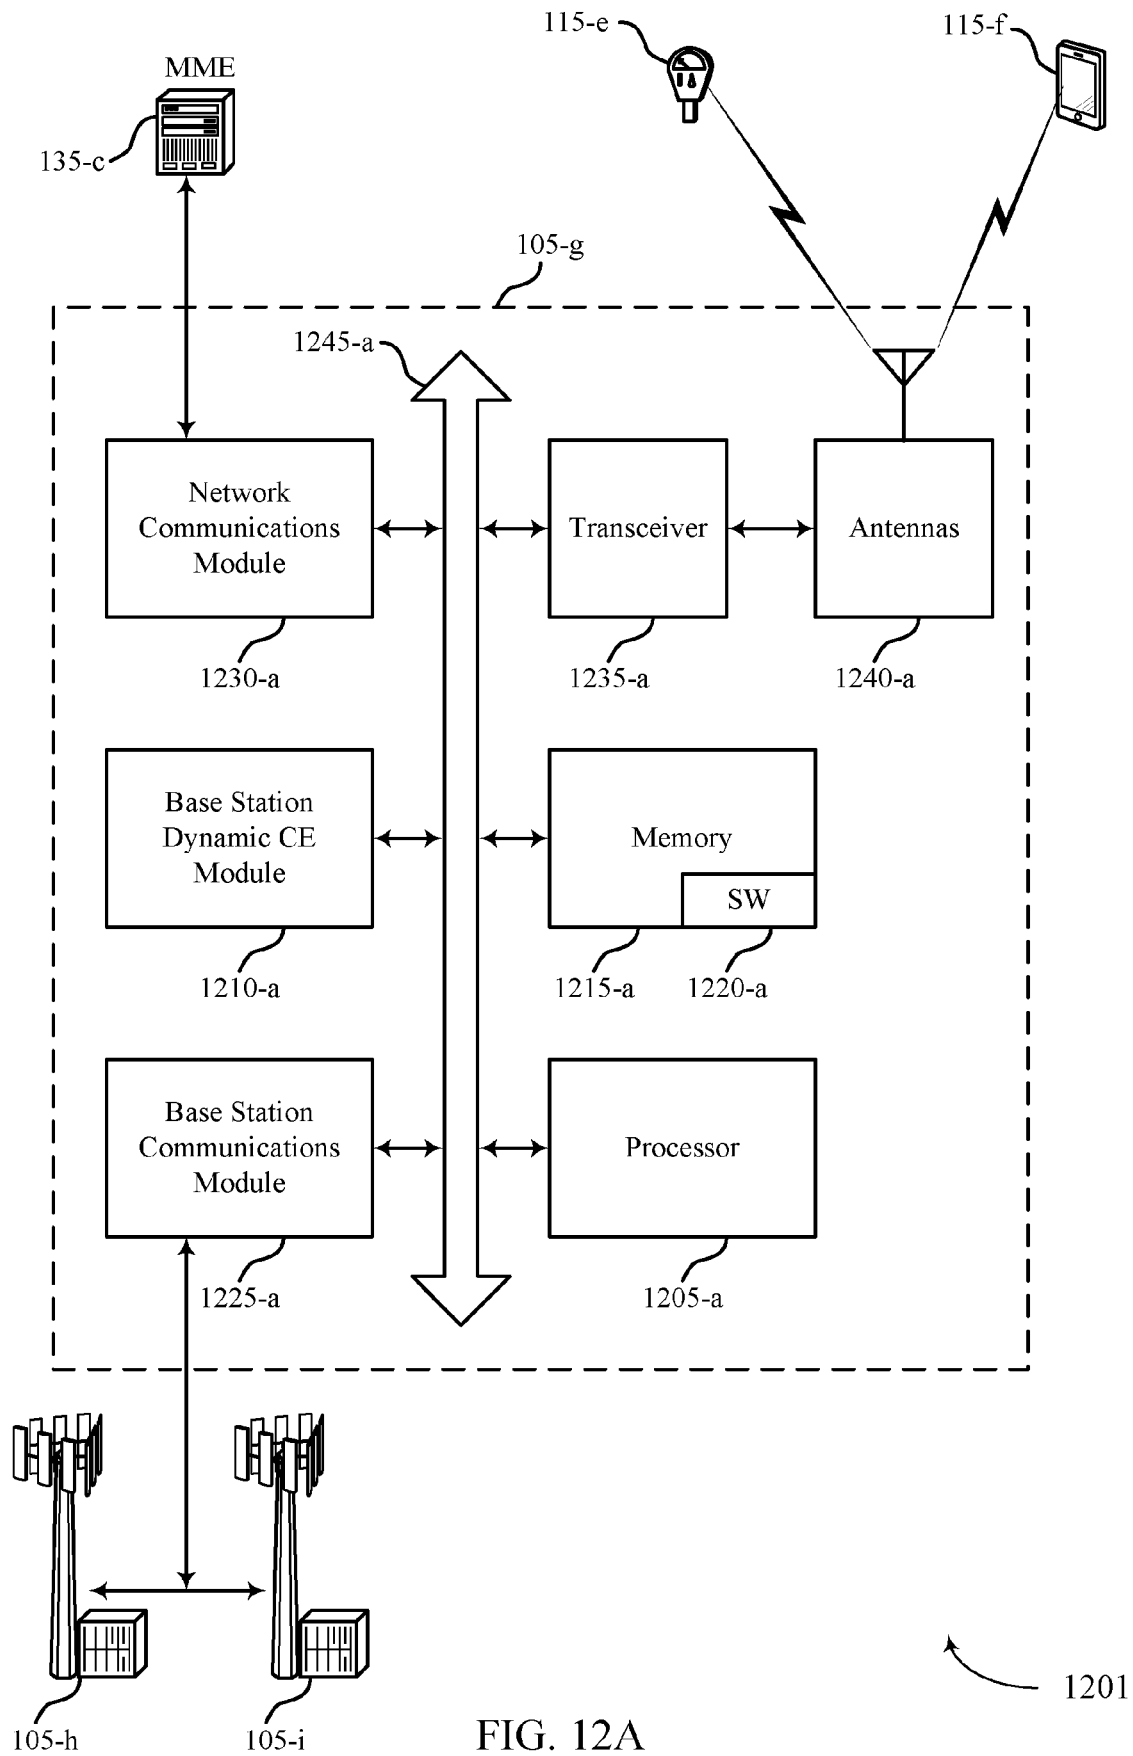 115-e
115-f
MME
135-c
105-g
1245-a
Network
Communications
Module
Transceiver
Antennas
1230-a
1235-a
1240-a
Base Station
Dynamic CE
Module
Memory
SW
1210-a
1215-a
1220-a
Base Station
Communications
Module
Processor
1225-a
1205-a
105-h
105-i
1201
FIG. 12A